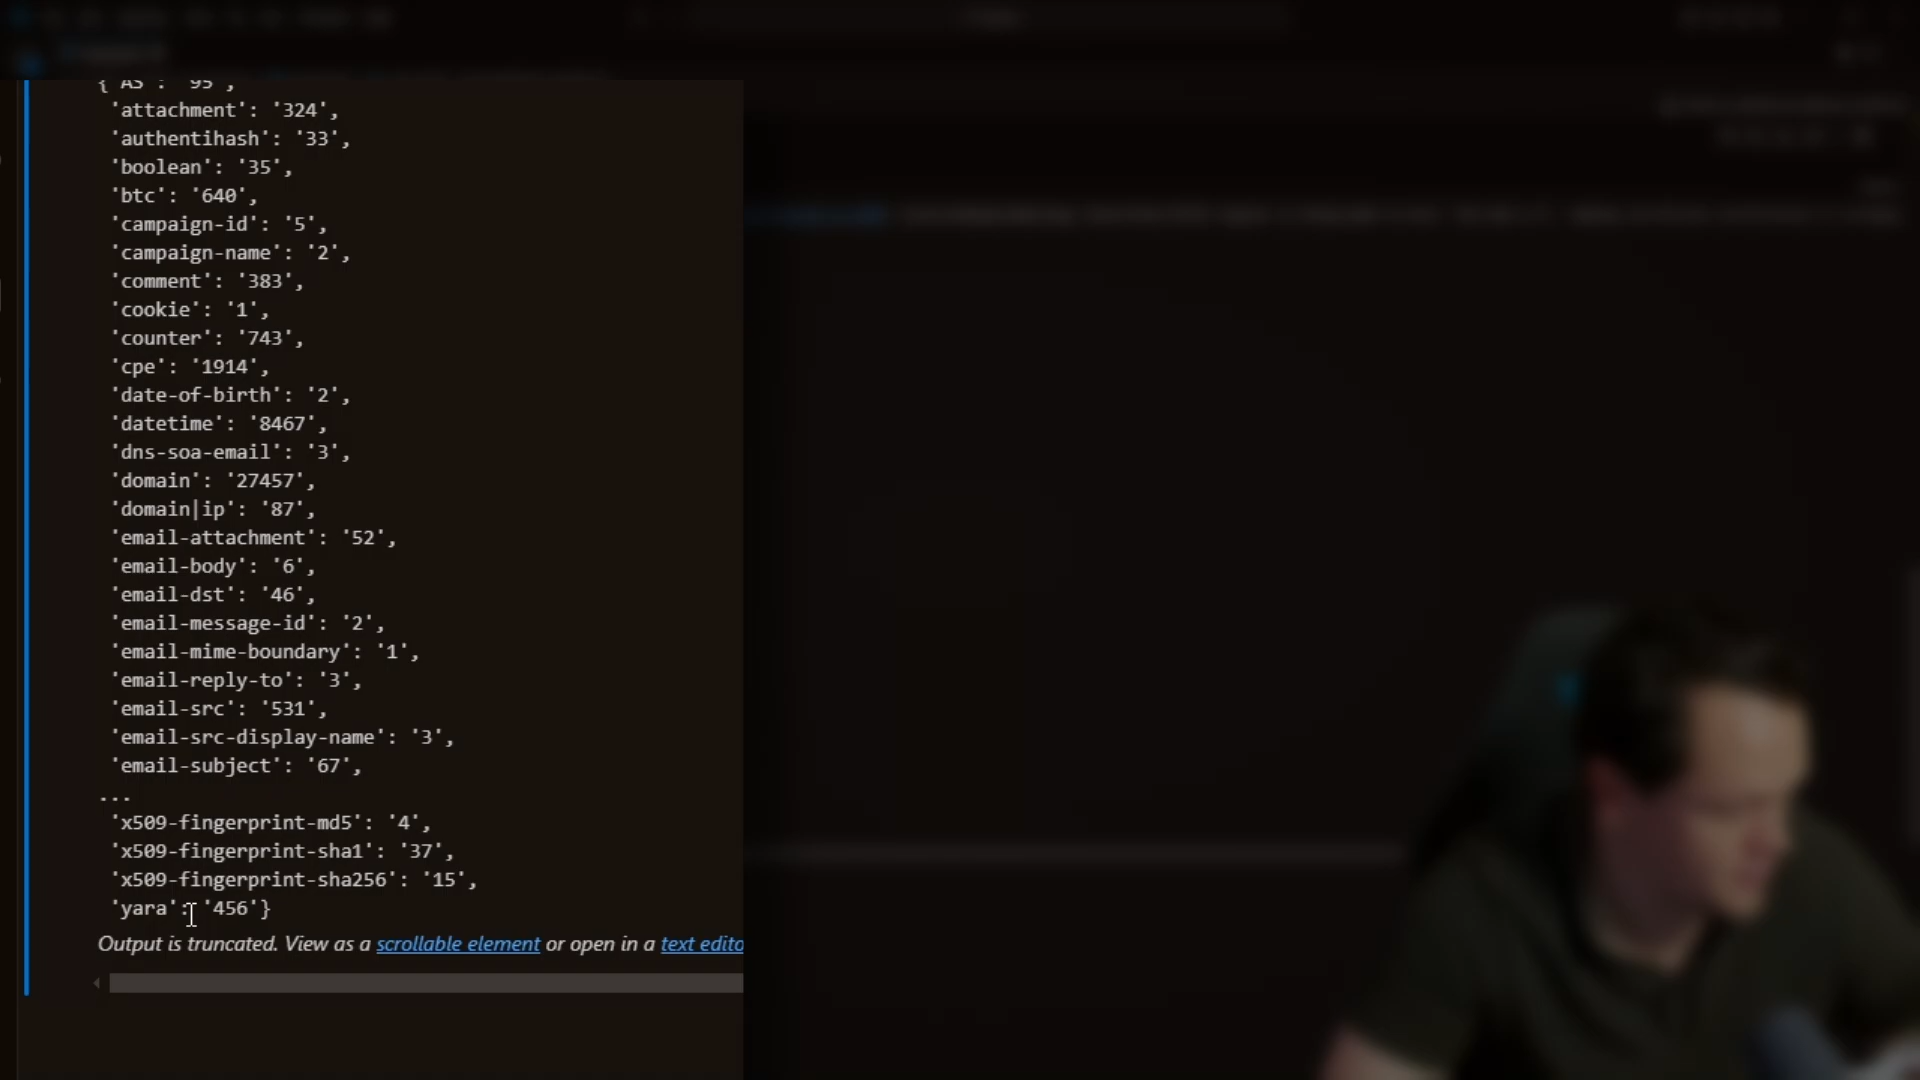 {'AS': '95',
'attachment': '324',
'authentihash': '33',
'boolean': '35',
'btc': '640',
'campaign-id': '5',
'campaign-name': '2',
'comment': '383',
'cookie': '1',
'counter': '743',
'cpe': '1914',
'date-of-birth': '2',
'datetime': '8467',
'dns-soa-email': '3',
'domain': '27457',
'domain|ip': '87',
'email-attachment': '52',
'email-body': '6',
'email-dst': '46',
'email-message-id': '2',
'email-mime-boundary': '1',
'email-reply-to': '3',
'email-src': '531',
'email-src-display-name': '3',
'email-subject': '67',
...
'x509-fingerprint-md5': '4',
'x509-fingerprint-sha1': '37',
'x509-fingerprint-sha256': '15',
'yara': '456'}
Output is truncated. View as a scrollable element or open in a text edito